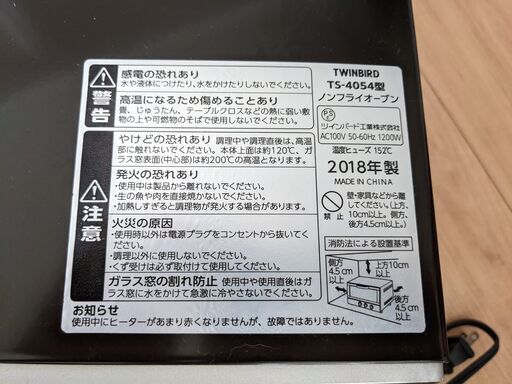 警告
感電の恐れあり
水や液体につけたり、水をかけたりしないでください。
高温になるため傷めることあり
畳、じゅうたん、テーブルクロスなどの熱に弱い敷
物の上や可燃物のそばで使用しないでください。
注意
やけどの恐れあり 調理中や調理後は、高温
部に触れないでください。本体上面は約120℃、ガ
ラス窓表面(中心部)は約200℃の高温になります。
発火の恐れあり
・使用中は製品から離れないでください。
・生の魚や肉を直接焼かないでください。
・加熱しすぎると調理物が発火する場合があります。
火災の原因
・使用時以外は電源プラグをコンセントから抜いてく
ださい。
・調理以外に使用しないでください。
・くず受けは必ず取付けて使用してください。
ガラス窓の割れ防止 使用中や使用直後はガ
ラス窓に水をかけて急激に冷やさないでください。
お知らせ
使用中にヒーターがあまり赤くなりませんが、故障ではありません。
TWINBIRD
TS-4054型
ノンフライオーブン
PSE
ツインバード工業株式会社
AC100V 50-60Hz 1200W
温度ヒューズ 152℃
2018年製
MADE IN CHINA
壁・家具などから離
してください。(上方、
10cm以上。側方、
後方4.5cm以上。)
消防法による設置基準
側方
4.5cm
以上
上方10cm
以上
後方
4.5cm
以上